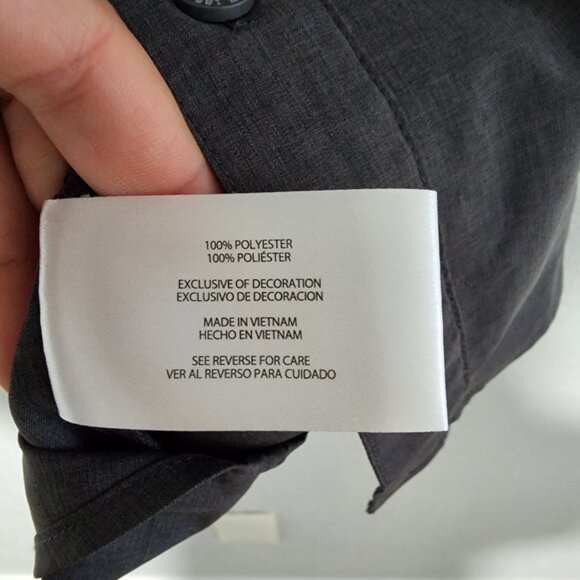 100% POLYESTER
100% POLIÉSTER
EXCLUSIVE OF DECORATION
EXCLUSIVO DE DECORACION
MADE IN VIETNAM
HECHO EN VIETNAM
SEE REVERSE FOR CARE
VER AL REVERSO PARA CUIDADO